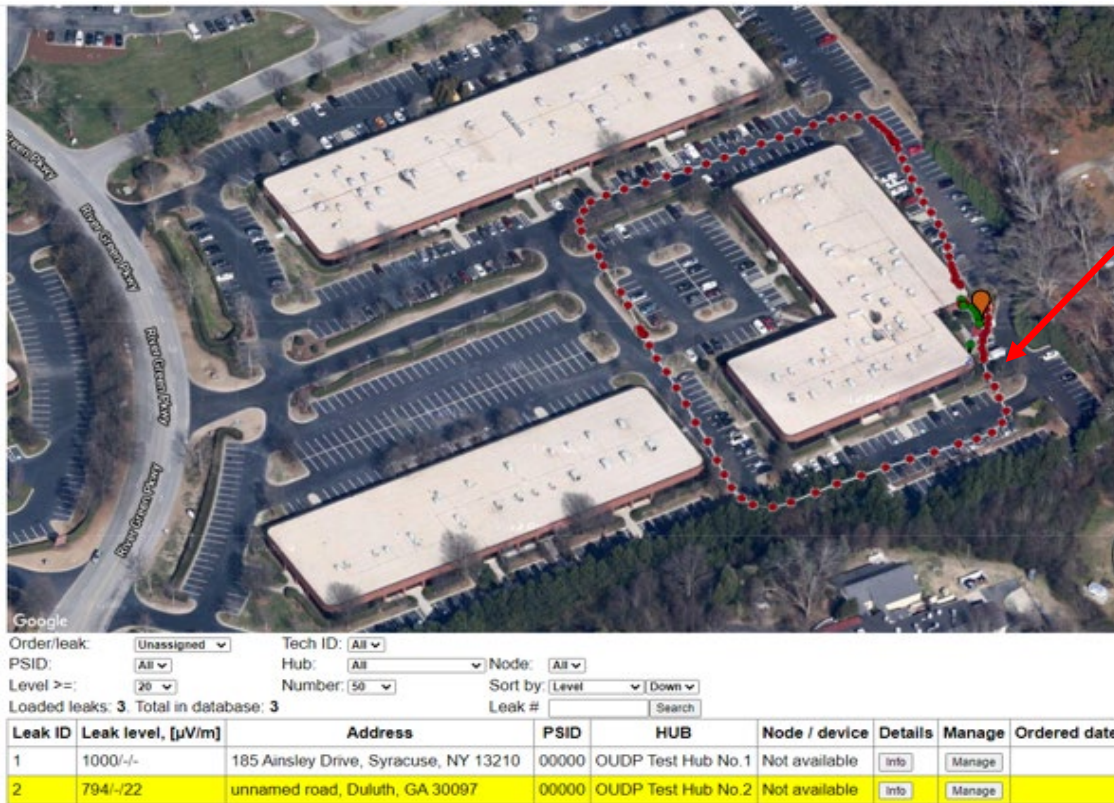 Green Pkwy
River Green Pkwy
River Green Pkwy
River Green Pkwy
Google
Order/leak: Unassigned Tech ID: All
PSID: All Hub: All Node: All
Level >=: 20 Number: 50 Sort by: Level Down
Loaded leaks: 3. Total in database: 3 Leak # Search
Leak ID Leak level, [µV/m] Address PSID HUB Node / device Details Manage Ordered date
1 1000/-/- 185 Ainsley Drive, Syracuse, NY 13210 00000 OUDP Test Hub No.1 Not available Info Manage
2 794/-/22 unnamed road, Duluth, GA 30097 00000 OUDP Test Hub No.2 Not available Info Manage